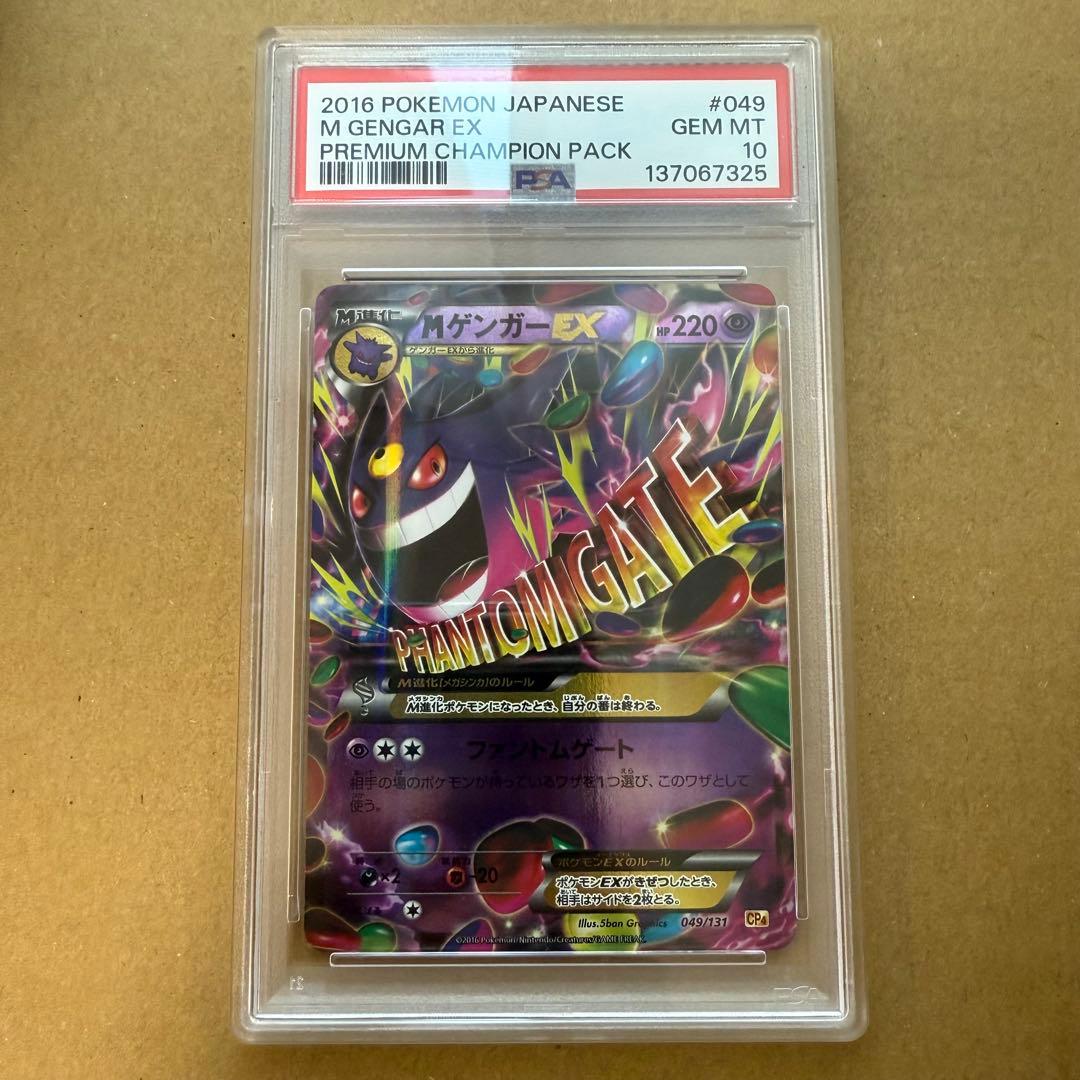 2016 POKEMON JAPANESE #049
M GENGAR EX GEM MT
PREMIUM CHAMPION PACK 10
PSA 137067325
M進化
MゲンガーEX HP220
ゲンガーEXから進化
PHANTOM GATE
M進化[メガシンカ]のルール
M進化ポケモンになったとき、自分の番は終わる。
ファントムゲート
相手の場のポケモンが持っているワザを1つ選び、このワザとして
使う。
×2 -20
ポケモンEXのルール
ポケモンEXがきぜつしたとき、
相手はサイドを2枚とる。
Illus.5ban Graphics 049/131 CP4
©2016 Pokémon/Nintendo/Creatures/GAME FREAK.
PSA